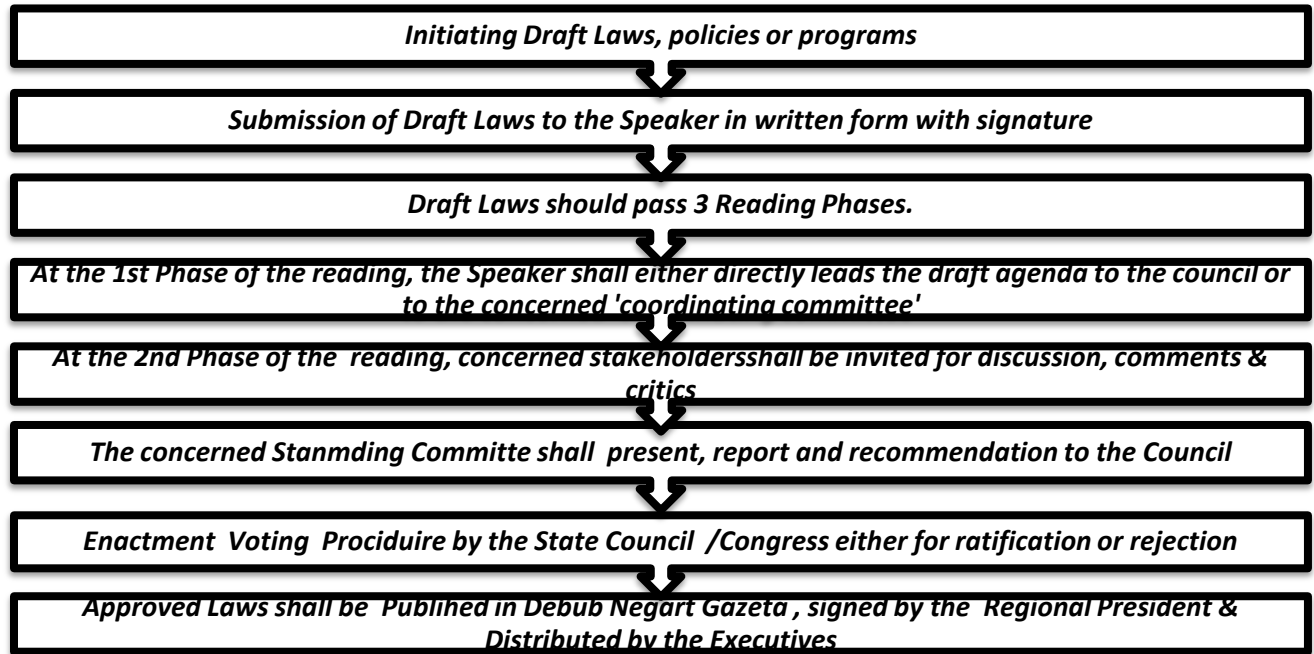 Initiating Draft Laws, policies or programs
Submission of Draft Laws to the Speaker in written form with signature
Draft Laws should pass 3 Reading Phases.
At the 1st Phase of the reading, the Speaker shall either directly leads the draft agenda to the council or
to the concerned 'coordinating committee'
At the 2nd Phase of the reading, concerned stakeholdersshall be invited for discussion, comments &
critics
The concerned Stanmding Committe shall present, report and recommendation to the Council
Enactment Voting Prociduire by the State Council /Congress either for ratification or rejection
Approved Laws shall be Publihed in Debub Negart Gazeta , signed by the Regional President &
Distributed by the Executives